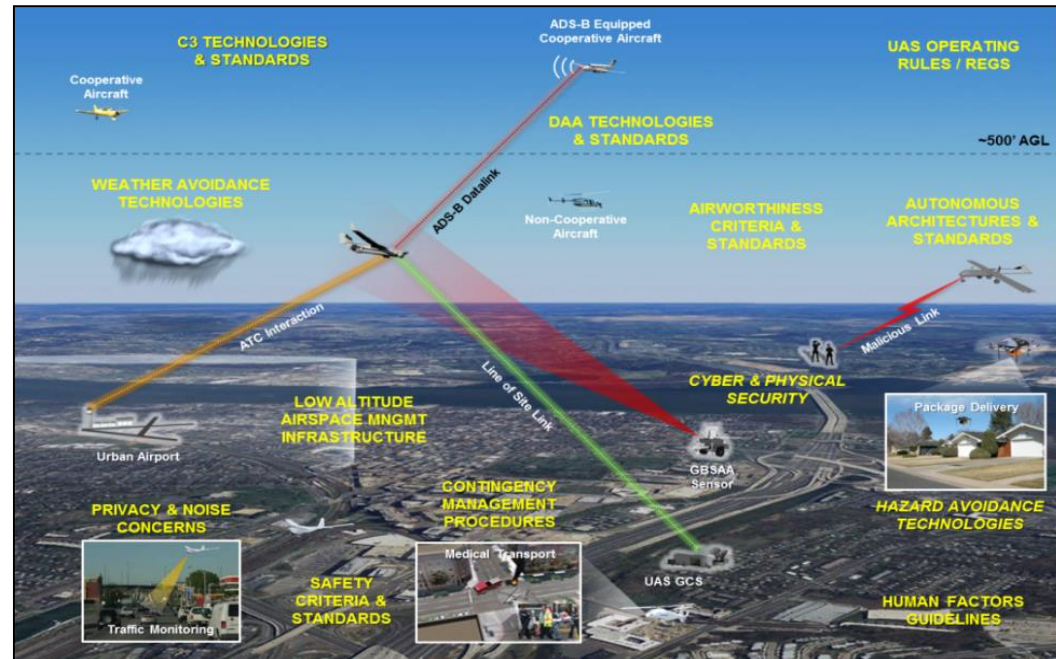 C3 TECHNOLOGIES
& STANDARDS
ADS-B Equipped
Cooperative Aircraft
UAS OPERATING
RULES / REGS
Cooperative
Aircraft
DAA TECHNOLOGIES
& STANDARDS
~500' AGL
WEATHER AVOIDANCE
TECHNOLOGIES
ADS-B Datalink
Non-Cooperative
Aircraft
AIRWORTHINESS
CRITERIA &
STANDARDS
AUTONOMOUS
ARCHITECTURES &
STANDARDS
ATC Interaction
Malicious Link
Line of Site Link
CYBER & PHYSICAL
SECURITY
LOW ALTITUDE
AIRSPACE MNGMT
INFRASTRUCTURE
Package Delivery
Urban Airport
GBSAA
Sensor
PRIVACY & NOISE
CONCERNS
CONTINGENCY
MANAGEMENT
PROCEDURES
HAZARD AVOIDANCE
TECHNOLOGIES
Medical Transport
UAS GCS
SAFETY
CRITERIA &
STANDARDS
HUMAN FACTORS
GUIDELINES
Traffic Monitoring